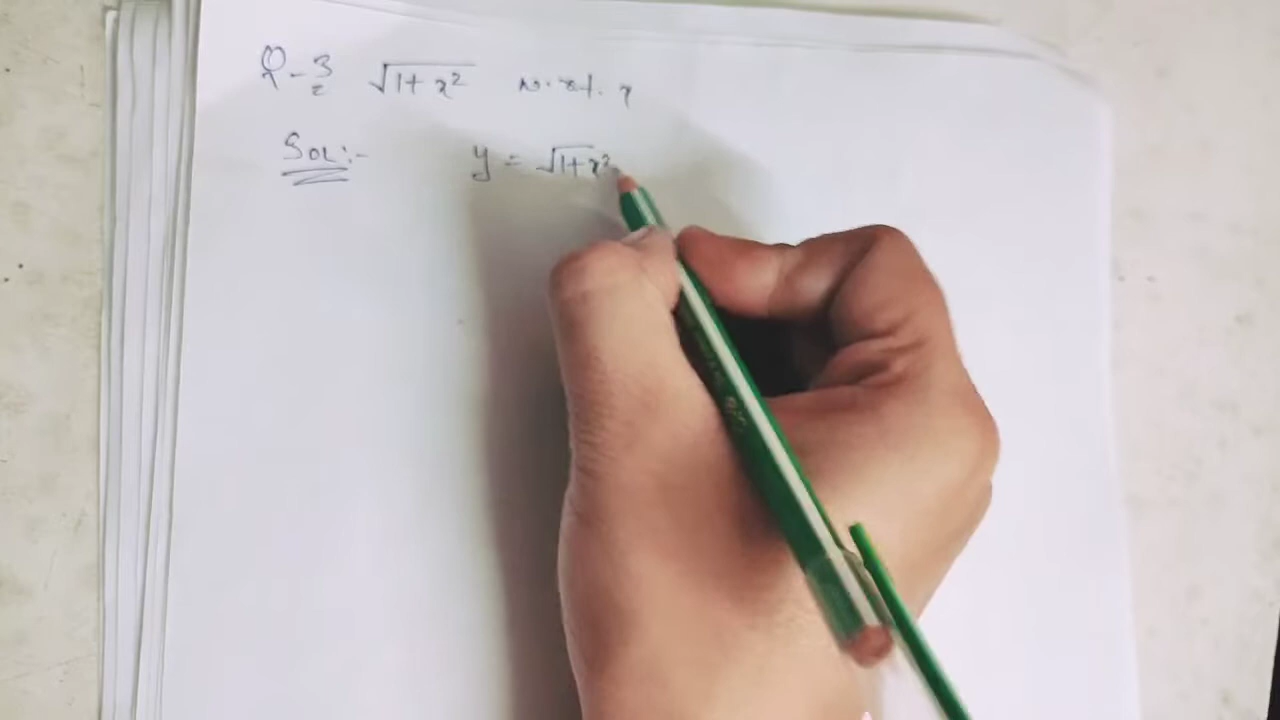 Q-3 √1+x² w.r.t. x
Sol:- y = √1+x²